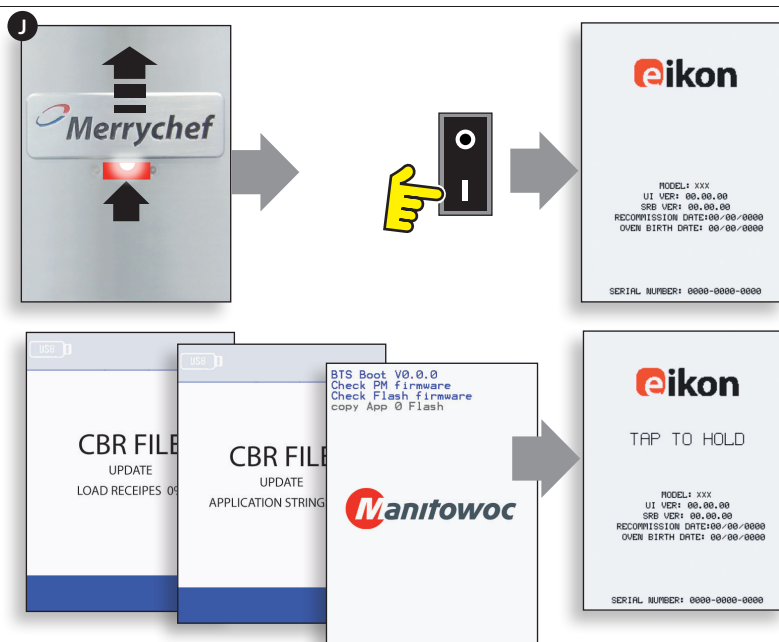 J
Merrychef
eikon
MODEL: XXX
UI VER: 00.00.00
SRB VER: 00.00.00
RECOMMISSION DATE:00/00/0000
OVEN BIRTH DATE: 00/00/0000
SERIAL NUMBER: 0000-0000-0000
USB
CBR FILE
UPDATE
LOAD RECEIPES 0%
USB
CBR FILE
UPDATE
APPLICATION STRING
BTS Boot V0.0.0
Check PM firmware
Check Flash firmware
copy App 0 Flash
Manitowoc
eikon
TAP TO HOLD
MODEL: XXX
UI VER: 00.00.00
SRB VER: 00.00.00
RECOMMISSION DATE:00/00/0000
OVEN BIRTH DATE: 00/00/0000
SERIAL NUMBER: 0000-0000-0000